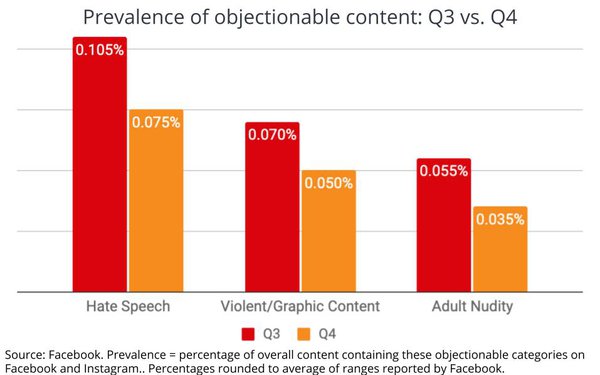 Prevalence of objectionable content: Q3 vs. Q4
0.105%
0.075%
0.070%
0.050%
0.055%
0.035%
Hate Speech Violent/Graphic Content Adult Nudity
Q3 Q4
Source: Facebook. Prevalence = percentage of overall content containing these objectionable categories on
Facebook and Instagram.. Percentages rounded to average of ranges reported by Facebook.